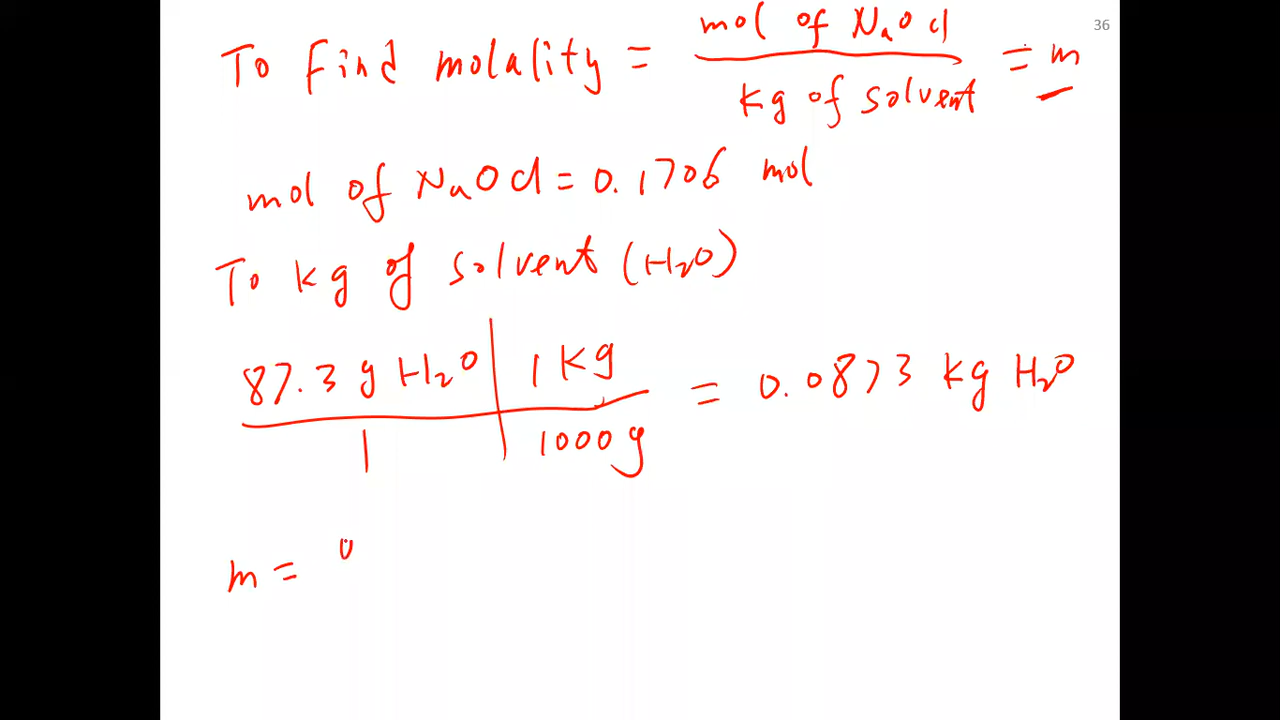 36
To find molality = mol of NaOCl / kg of solvent = m
mol of NaOCl = 0.1706 mol
To kg of solvent (H₂O)
87.3 g H₂O | 1 kg
1 | 1000 g
= 0.0873 kg H₂O
m = 0